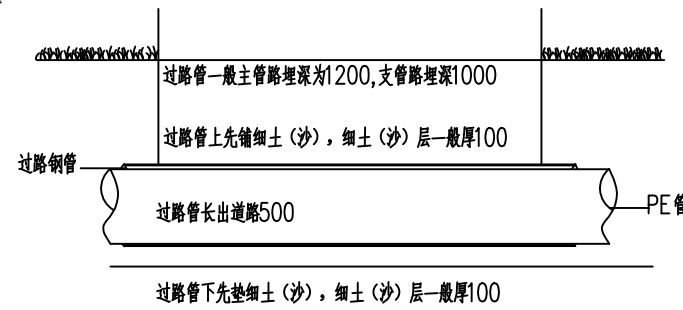 过路管一般主管路埋深为1200,支管路埋深1000
过路管上先铺细土（沙），细土（沙）层一般厚100
过路钢管
过路管长出道路500
PE管
过路管下先垫细土（沙），细土（沙）层一般厚100